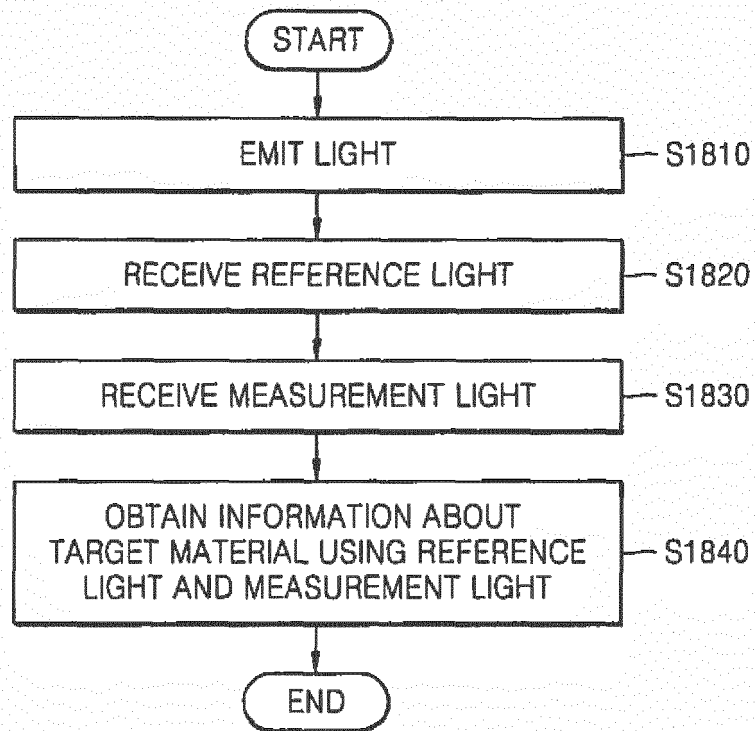 START
EMIT LIGHT
S1810
RECEIVE REFERENCE LIGHT
S1820
RECEIVE MEASUREMENT LIGHT
S1830
OBTAIN INFORMATION ABOUT
TARGET MATERIAL USING REFERENCE
LIGHT AND MEASUREMENT LIGHT
S1840
END